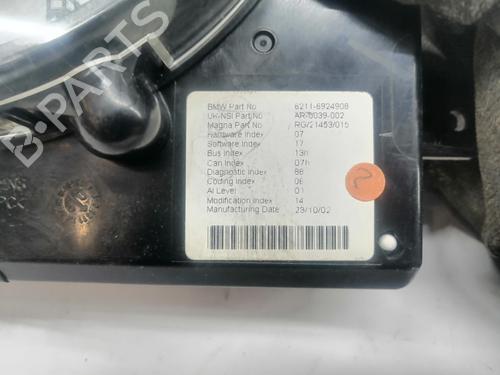 BMW Part No 6211-6924908
UK-NSI Part No AR-0039-002
Magna Part No RG/21453/015
Hardware Index 07
Software Index 17
Bus Index 13h
Can Index 07h
Diagnostic Index 86
Coding Index 06
AI Level 01
Modification Index 14
Manufacturing Date 23/10/02
2
B-PARTS